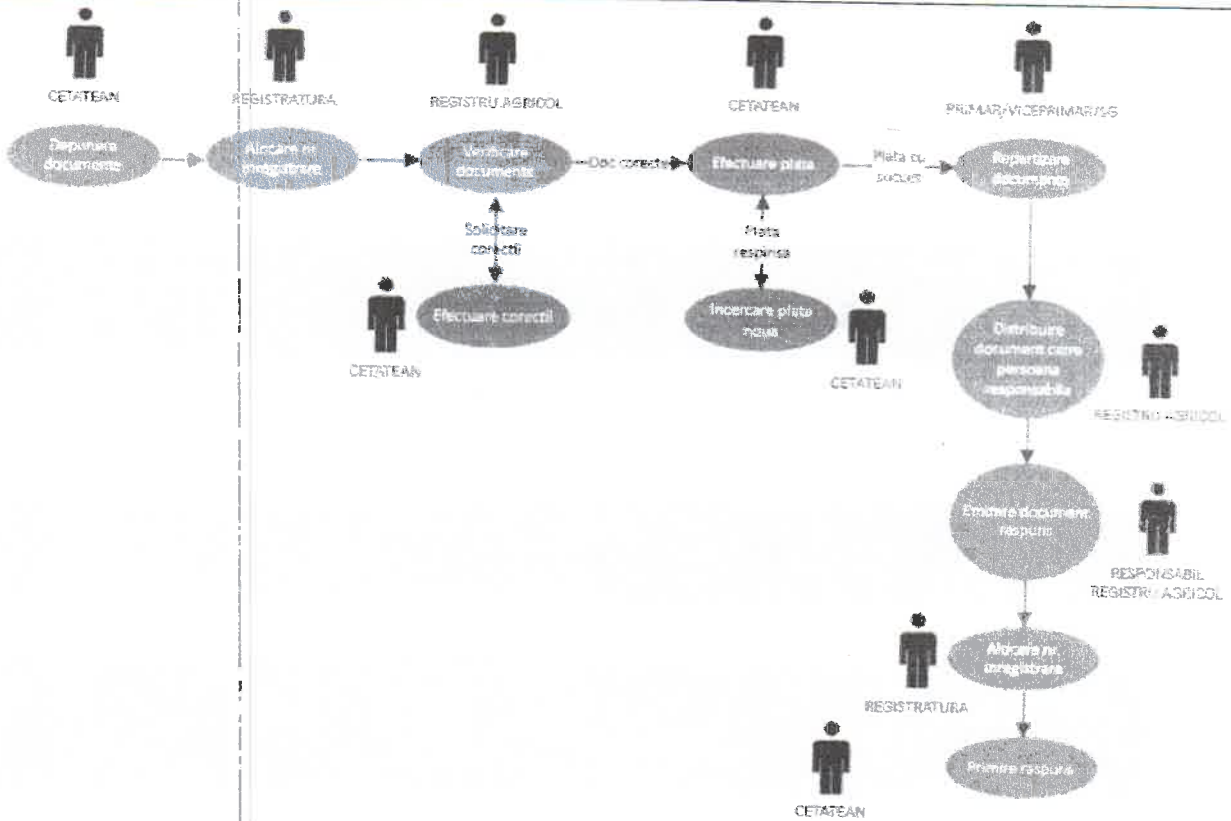 CETATEAN
REGISTRATURA
REGISTRU AGRICOL
CETATEAN
PRIMAR/VICEPRIMAR/SG
Depunere
documente
Alocare nr.
inregistrare
Verificare
documente
Doc corecte
Efectuare plata
Plata cu
succes
Repartizare
document
Solicitare
corectii
Plata
respinsa
CETATEAN
Efectuare corectii
Incercare plata
noua
CETATEAN
Distribuire
document catre
persoana
responsabila
REGISTRU AGRICOL
Emitere document
raspuns
RESPONSABIL
REGISTRU AGRICOL
Alocare nr.
inregistrare
REGISTRATURA
Primire raspuns
CETATEAN